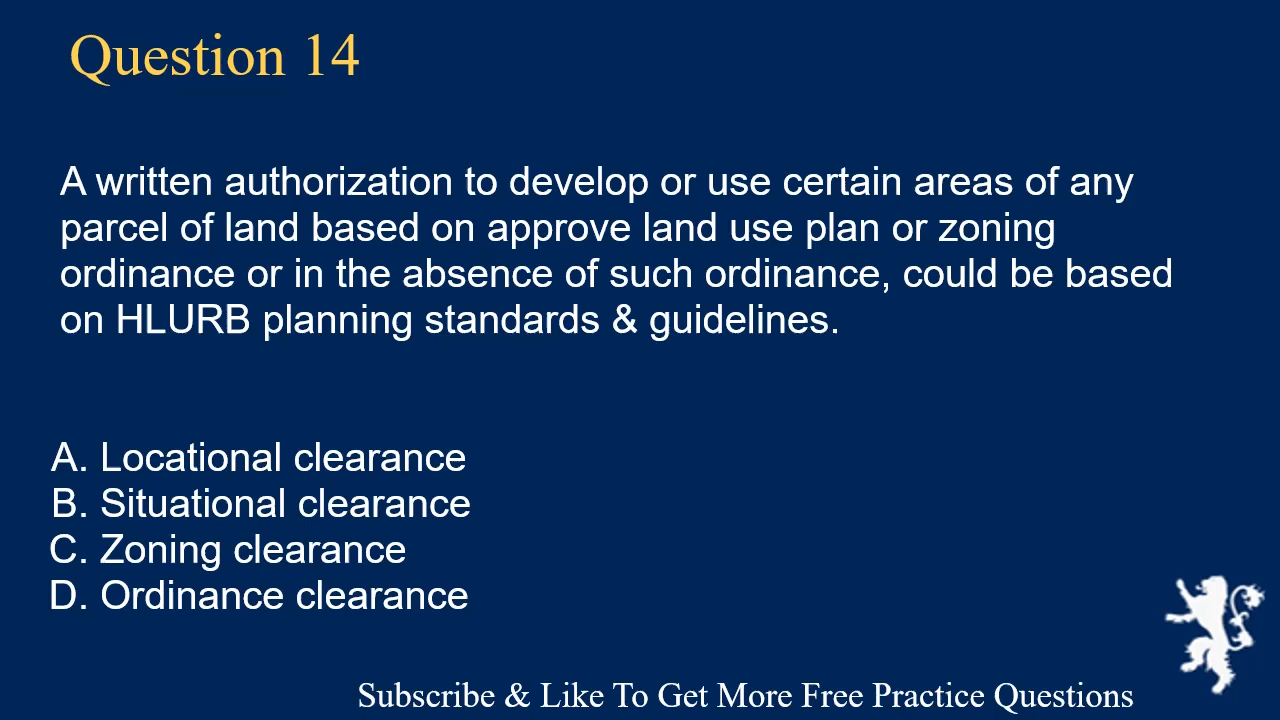 Question 14
A written authorization to develop or use certain areas of any
parcel of land based on approve land use plan or zoning
ordinance or in the absence of such ordinance, could be based
on HLURB planning standards & guidelines.
A. Locational clearance
B. Situational clearance
C. Zoning clearance
D. Ordinance clearance
Subscribe & Like To Get More Free Practice Questions